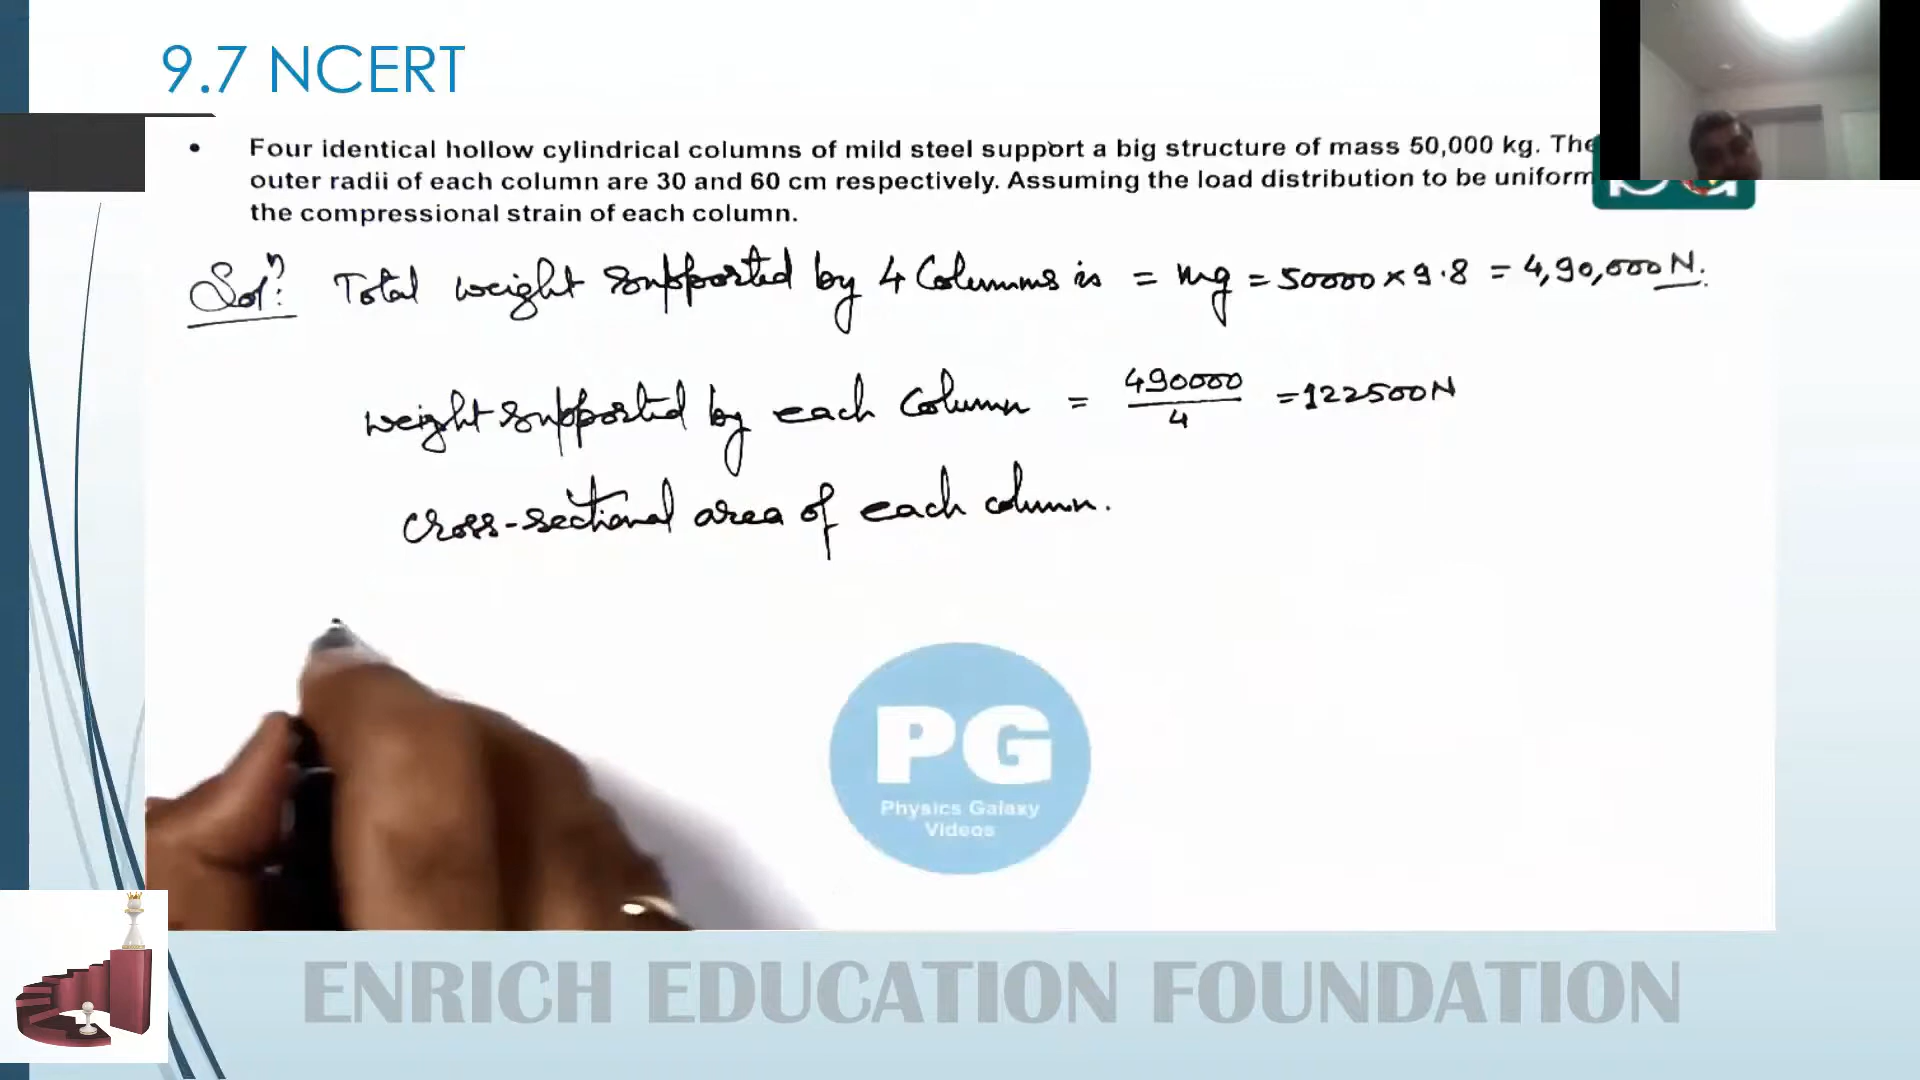 9.7 NCERT
• Four identical hollow cylindrical columns of mild steel support a big structure of mass 50,000 kg. The
outer radii of each column are 30 and 60 cm respectively. Assuming the load distribution to be uniform
the compressional strain of each column.
Solⁿ: Total weight supported by 4 Columns is = mg = 50000 × 9.8 = 4,90,000 N.
weight supported by each Column = 490000/4 = 122500N
cross-sectional area of each column.
PG
Physics Galaxy
Videos
ENRICH EDUCATION FOUNDATION